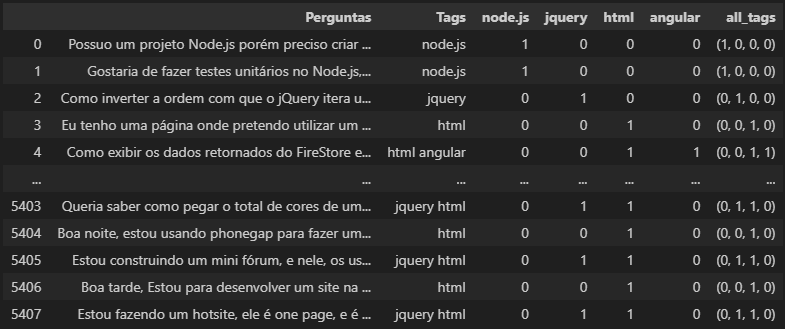 Perguntas Tags node.js jquery html angular all_tags
0 Possuo um projeto Node.js porém preciso criar ... node.js 1 0 0 0 (1, 0, 0, 0)
1 Gostaria de fazer testes unitários no Node.js,... node.js 1 0 0 0 (1, 0, 0, 0)
2 Como inverter a ordem com que o jQuery itera u... jquery 0 1 0 0 (0, 1, 0, 0)
3 Eu tenho uma página onde pretendo utilizar um ... html 0 0 1 0 (0, 0, 1, 0)
4 Como exibir os dados retornados do FireStore e... html angular 0 0 1 1 (0, 0, 1, 1)
... ... ... ... ... ... ... ...
5403 Queria saber como pegar o total de cores de um... jquery html 0 1 1 0 (0, 1, 1, 0)
5404 Boa noite, estou usando phonegap para fazer um... html 0 0 1 0 (0, 0, 1, 0)
5405 Estou construindo um mini fórum, e nele, os us... jquery html 0 1 1 0 (0, 1, 1, 0)
5406 Boa tarde, Estou para desenvolver um site na ... html 0 0 1 0 (0, 0, 1, 0)
5407 Estou fazendo um hotsite, ele é one page, e é ... jquery html 0 1 1 0 (0, 1, 1, 0)